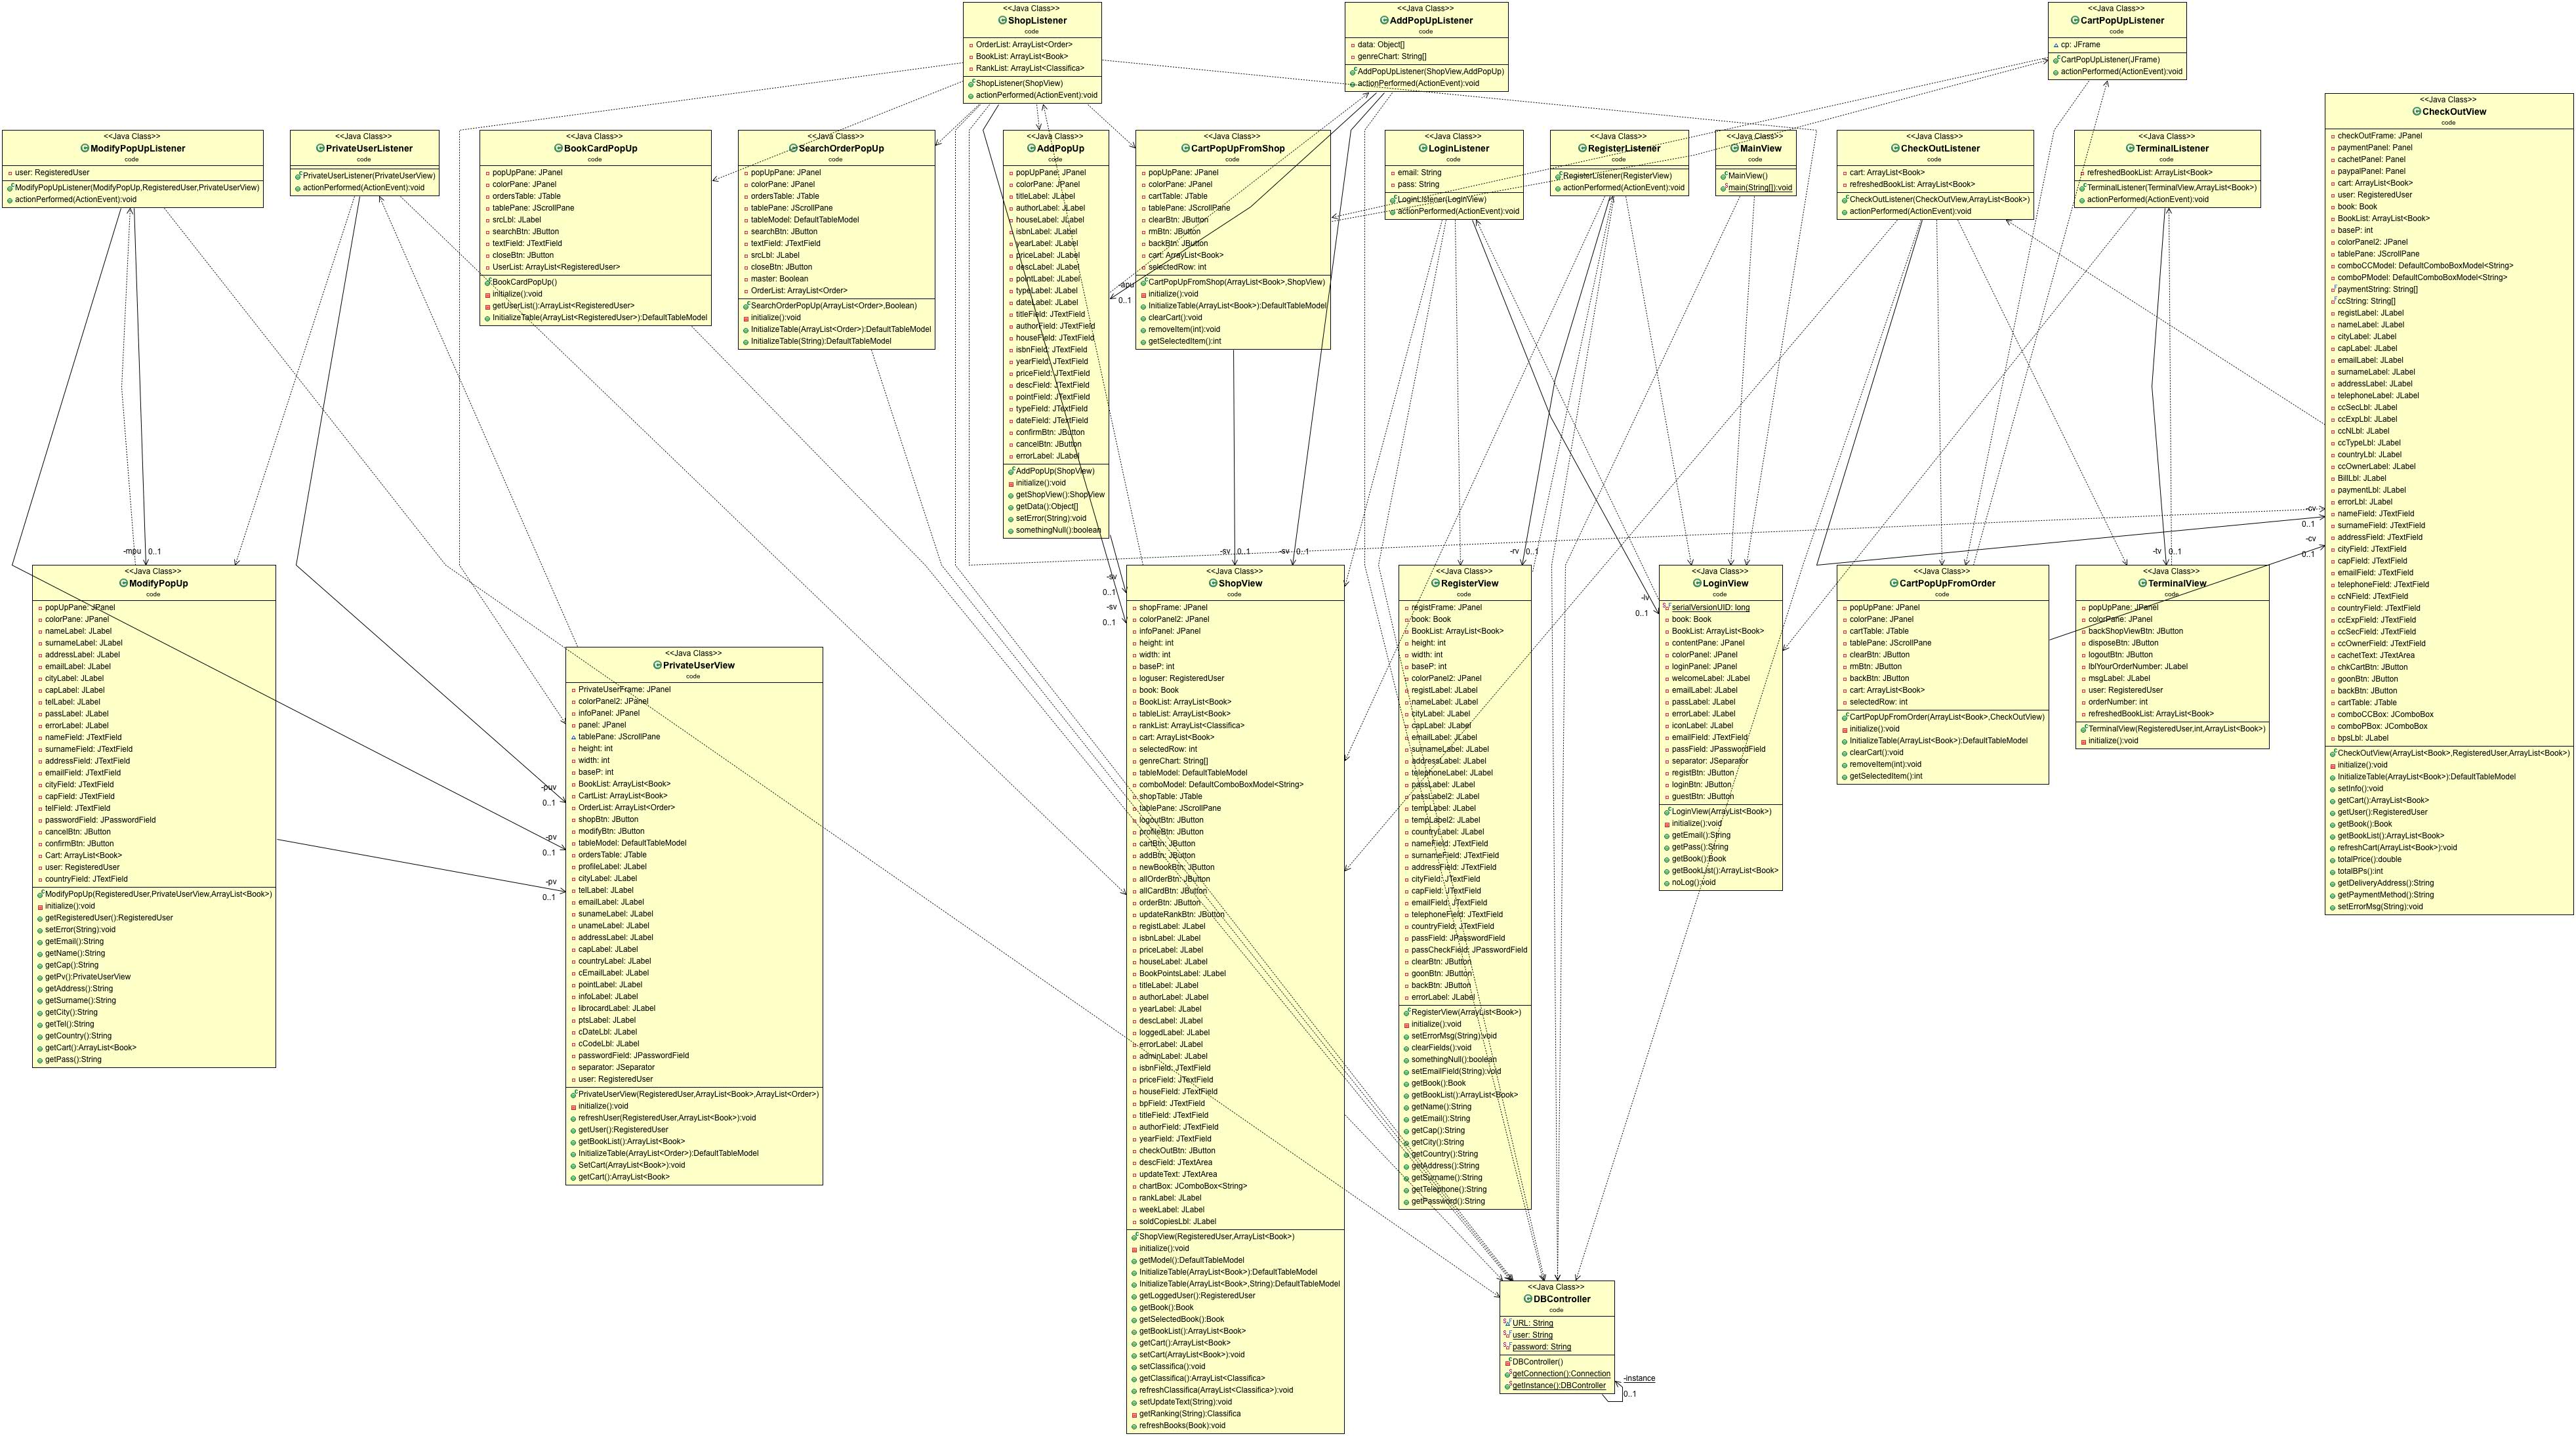 <<Java Class>>
ShopListener
code
OrderList: ArrayList<Order>
BookList: ArrayList<Book>
RankList: ArrayList<Classifica>
ShopListener(ShopView)
actionPerformed(ActionEvent):void
<<Java Class>>
AddPopUpListener
code
data: Object[]
genreChart: String[]
AddPopUpListener(ShopView,AddPopUp)
actionPerformed(ActionEvent):void
<<Java Class>>
CartPopUpListener
code
cp: JFrame
CartPopUpListener(JFrame)
actionPerformed(ActionEvent):void
<<Java Class>>
ModifyPopUpListener
code
user: RegisteredUser
ModifyPopUpListener(ModifyPopUp,RegisteredUser,PrivateUserView)
actionPerformed(ActionEvent):void
<<Java Class>>
PrivateUserListener
code
PrivateUserListener(PrivateUserView)
actionPerformed(ActionEvent):void
<<Java Class>>
BookCardPopUp
code
popUpPane: JPanel
colorPane: JPanel
ordersTable: JTable
tablePane: JScrollPane
srcLbl: JLabel
searchBtn: JButton
textField: JTextField
closeBtn: JButton
UserList: ArrayList<RegisteredUser>
BookCardPopUp()
initialize():void
getUserList():ArrayList<RegisteredUser>
InitializeTable(ArrayList<RegisteredUser>):DefaultTableModel
<<Java Class>>
SearchOrderPopUp
code
popUpPane: JPanel
colorPane: JPanel
ordersTable: JTable
tablePane: JScrollPane
tableModel: DefaultTableModel
searchBtn: JButton
textField: JTextField
srcLbl: JLabel
closeBtn: JButton
master: Boolean
OrderList: ArrayList<Order>
SearchOrderPopUp(ArrayList<Order>,Boolean)
initialize():void
InitializeTable(ArrayList<Order>):DefaultTableModel
InitializeTable(String):DefaultTableModel
<<Java Class>>
AddPopUp
code
popUpPane: JPanel
colorPane: JPanel
titleLabel: JLabel
authorLabel: JLabel
houseLabel: JLabel
isbnLabel: JLabel
yearLabel: JLabel
priceLabel: JLabel
descLabel: JLabel
pointLabel: JLabel
typeLabel: JLabel
dateLabel: JLabel
titleField: JTextField
authorField: JTextField
houseField: JTextField
isbnField: JTextField
yearField: JTextField
priceField: JTextField
descField: JTextField
pointField: JTextField
typeField: JTextField
dateField: JTextField
confirmBtn: JButton
cancelBtn: JButton
errorLabel: JLabel
AddPopUp(ShopView)
initialize():void
getShopView():ShopView
getData():Object[]
setError(String):void
somethingNull():boolean
-apu
0..1
<<Java Class>>
CartPopUpFromShop
code
popUpPane: JPanel
colorPane: JPanel
cartTable: JTable
tablePane: JScrollPane
clearBtn: JButton
rmBtn: JButton
backBtn: JButton
cart: ArrayList<Book>
selectedRow: int
CartPopUpFromShop(ArrayList<Book>,ShopView)
initialize():void
InitializeTable(ArrayList<Book>):DefaultTableModel
clearCart():void
removeItem(int):void
getSelectedItem():int
<<Java Class>>
LoginListener
code
email: String
pass: String
LoginListener(LoginView)
actionPerformed(ActionEvent):void
<<Java Class>>
RegisterListener
code
RegisterListener(RegisterView)
actionPerformed(ActionEvent):void
<<Java Class>>
MainView
code
MainView()
main(String[]):void
<<Java Class>>
CheckOutListener
code
cart: ArrayList<Book>
refreshedBookList: ArrayList<Book>
CheckOutListener(CheckOutView,ArrayList<Book>)
actionPerformed(ActionEvent):void
<<Java Class>>
TerminalListener
code
refreshedBookList: ArrayList<Book>
TerminalListener(TerminalView,ArrayList<Book>)
actionPerformed(ActionEvent):void
<<Java Class>>
CheckOutView
code
checkOutFrame: JPanel
paymentPanel: Panel
cachetPanel: Panel
paypalPanel: Panel
cart: ArrayList<Book>
user: RegisteredUser
book: Book
BookList: ArrayList<Book>
baseP: int
colorPanel2: JPanel
tablePane: JScrollPane
comboCCModel: DefaultComboBoxModel<String>
comboPModel: DefaultComboBoxModel<String>
paymentString: String[]
ccString: String[]
registLabel: JLabel
nameLabel: JLabel
cityLabel: JLabel
capLabel: JLabel
emailLabel: JLabel
surnameLabel: JLabel
addressLabel: JLabel
telephoneLabel: JLabel
ccSecLbl: JLabel
ccExpLbl: JLabel
ccNLbl: JLabel
ccTypeLbl: JLabel
countryLbl: JLabel
ccOwnerLabel: JLabel
BillLbl: JLabel
paymentLbl: JLabel
errorLbl: JLabel
nameField: JTextField
surnameField: JTextField
addressField: JTextField
cityField: JTextField
capField: JTextField
emailField: JTextField
telephoneField: JTextField
ccNField: JTextField
countryField: JTextField
ccExpField: JTextField
ccSecField: JTextField
ccOwnerField: JTextField
cachetText: JTextArea
chkCartBtn: JButton
goonBtn: JButton
backBtn: JButton
cartTable: JTable
comboCCBox: JComboBox
comboPBox: JComboBox
bpsLbl: JLabel
CheckOutView(ArrayList<Book>,RegisteredUser,ArrayList<Book>)
initialize():void
InitializeTable(ArrayList<Book>):DefaultTableModel
setInfo():void
getCart():ArrayList<Book>
getUser():RegisteredUser
getBook():Book
getBookList():ArrayList<Book>
refreshCart(ArrayList<Book>):void
totalPrice():double
totalBPs():int
getDeliveryAddress():String
getPaymentMethod():String
setErrorMsg(String):void
-cv
0..1
-cv
0..1
-mpu
0..1
<<Java Class>>
ModifyPopUp
code
popUpPane: JPanel
colorPane: JPanel
nameLabel: JLabel
surnameLabel: JLabel
addressLabel: JLabel
emailLabel: JLabel
cityLabel: JLabel
capLabel: JLabel
telLabel: JLabel
passLabel: JLabel
errorLabel: JLabel
nameField: JTextField
surnameField: JTextField
addressField: JTextField
emailField: JTextField
cityField: JTextField
capField: JTextField
telField: JTextField
passwordField: JPasswordField
cancelBtn: JButton
confirmBtn: JButton
Cart: ArrayList<Book>
user: RegisteredUser
countryField: JTextField
ModifyPopUp(RegisteredUser,PrivateUserView,ArrayList<Book>)
initialize():void
getRegisteredUser():RegisteredUser
setError(String):void
getEmail():String
getName():String
getCap():String
getPv():PrivateUserView
getAddress():String
getSurname():String
getCity():String
getTel():String
getCountry():String
getCart():ArrayList<Book>
getPass():String
-puv
0..1
-pv
0..1
-pv
0..1
<<Java Class>>
PrivateUserView
code
PrivateUserFrame: JPanel
colorPanel2: JPanel
infoPanel: JPanel
panel: JPanel
tablePane: JScrollPane
height: int
width: int
baseP: int
BookList: ArrayList<Book>
CartList: ArrayList<Book>
OrderList: ArrayList<Order>
shopBtn: JButton
modifyBtn: JButton
tableModel: DefaultTableModel
ordersTable: JTable
profileLabel: JLabel
cityLabel: JLabel
telLabel: JLabel
emailLabel: JLabel
sunameLabel: JLabel
unameLabel: JLabel
addressLabel: JLabel
capLabel: JLabel
countryLabel: JLabel
cEmailLabel: JLabel
pointLabel: JLabel
infoLabel: JLabel
librocardLabel: JLabel
ptsLabel: JLabel
cDateLbl: JLabel
cCodeLbl: JLabel
passwordField: JPasswordField
separator: JSeparator
user: RegisteredUser
PrivateUserView(RegisteredUser,ArrayList<Book>,ArrayList<Order>)
initialize():void
refreshUser(RegisteredUser,ArrayList<Book>):void
getUser():RegisteredUser
getBookList():ArrayList<Book>
InitializeTable(ArrayList<Order>):DefaultTableModel
SetCart(ArrayList<Book>):void
getCart():ArrayList<Book>
-sv
0..1
-sv
0..1
-sv
0..1
-sv
0..1
<<Java Class>>
ShopView
code
shopFrame: JPanel
colorPanel2: JPanel
infoPanel: JPanel
height: int
width: int
baseP: int
loguser: RegisteredUser
book: Book
BookList: ArrayList<Book>
tableList: ArrayList<Book>
rankList: ArrayList<Classifica>
cart: ArrayList<Book>
selectedRow: int
genreChart: String[]
tableModel: DefaultTableModel
comboModel: DefaultComboBoxModel<String>
shopTable: JTable
tablePane: JScrollPane
logoutBtn: JButton
profileBtn: JButton
cartBtn: JButton
addBtn: JButton
newBookBtn: JButton
allOrderBtn: JButton
allCardBtn: JButton
orderBtn: JButton
updateRankBtn: JButton
registLabel: JLabel
isbnLabel: JLabel
priceLabel: JLabel
houseLabel: JLabel
BookPointsLabel: JLabel
titleLabel: JLabel
authorLabel: JLabel
yearLabel: JLabel
descLabel: JLabel
loggedLabel: JLabel
errorLabel: JLabel
adminLabel: JLabel
isbnField: JTextField
priceField: JTextField
houseField: JTextField
bpField: JTextField
titleField: JTextField
authorField: JTextField
yearField: JTextField
checkOutBtn: JButton
descField: JTextArea
updateText: JTextArea
chartBox: JComboBox<String>
rankLabel: JLabel
weekLabel: JLabel
soldCopiesLbl: JLabel
ShopView(RegisteredUser,ArrayList<Book>)
initialize():void
getModel():DefaultTableModel
InitializeTable(ArrayList<Book>):DefaultTableModel
InitializeTable(ArrayList<Book>,String):DefaultTableModel
getLoggedUser():RegisteredUser
getBook():Book
getSelectedBook():Book
getBookList():ArrayList<Book>
getCart():ArrayList<Book>
setCart(ArrayList<Book>):void
setClassifica():void
getClassifica():ArrayList<Classifica>
refreshClassifica(ArrayList<Classifica>):void
setUpdateText(String):void
getRanking(String):Classifica
refreshBooks(Book):void
-rv
0..1
<<Java Class>>
RegisterView
code
registFrame: JPanel
book: Book
BookList: ArrayList<Book>
height: int
width: int
baseP: int
colorPanel2: JPanel
registLabel: JLabel
nameLabel: JLabel
cityLabel: JLabel
capLabel: JLabel
emailLabel: JLabel
surnameLabel: JLabel
addressLabel: JLabel
telephoneLabel: JLabel
passLabel: JLabel
passLabel2: JLabel
tempLabel: JLabel
tempLabel2: JLabel
countryLabel: JLabel
nameField: JTextField
surnameField: JTextField
addressField: JTextField
cityField: JTextField
capField: JTextField
emailField: JTextField
telephoneField: JTextField
countryField: JTextField
passField: JPasswordField
passCheckField: JPasswordField
clearBtn: JButton
goonBtn: JButton
backBtn: JButton
errorLabel: JLabel
RegisterView(ArrayList<Book>)
initialize():void
setErrorMsg(String):void
clearFields():void
somethingNull():boolean
setEmailField(String):void
getBook():Book
getBookList():ArrayList<Book>
getName():String
getEmail():String
getCap():String
getCity():String
getCountry():String
getAddress():String
getSurname():String
getTelephone():String
getPassword():String
-lv
0..1
<<Java Class>>
LoginView
code
serialVersionUID: long
book: Book
BookList: ArrayList<Book>
contentPane: JPanel
colorPanel: JPanel
loginPanel: JPanel
welcomeLabel: JLabel
emailLabel: JLabel
passLabel: JLabel
errorLabel: JLabel
iconLabel: JLabel
emailField: JTextField
passField: JPasswordField
separator: JSeparator
registBtn: JButton
loginBtn: JButton
guestBtn: JButton
LoginView(ArrayList<Book>)
initialize():void
getEmail():String
getPass():String
getBook():Book
getBookList():ArrayList<Book>
noLog():void
<<Java Class>>
CartPopUpFromOrder
code
popUpPane: JPanel
colorPane: JPanel
cartTable: JTable
tablePane: JScrollPane
clearBtn: JButton
rmBtn: JButton
backBtn: JButton
cart: ArrayList<Book>
selectedRow: int
CartPopUpFromOrder(ArrayList<Book>,CheckOutView)
initialize():void
InitializeTable(ArrayList<Book>):DefaultTableModel
clearCart():void
removeItem(int):void
getSelectedItem():int
-tv
0..1
<<Java Class>>
TerminalView
code
popUpPane: JPanel
colorPanel: JPanel
backShopViewBtn: JButton
disposeBtn: JButton
logoutBtn: JButton
lblYourOrderNumber: JLabel
msgLabel: JLabel
user: RegisteredUser
orderNumber: int
refreshedBookList: ArrayList<Book>
TerminalView(RegisteredUser,int,ArrayList<Book>)
initialize():void
<<Java Class>>
DBController
code
URL: String
user: String
password: String
DBController()
getConnection():Connection
getInstance():DBController
-instance
0..1